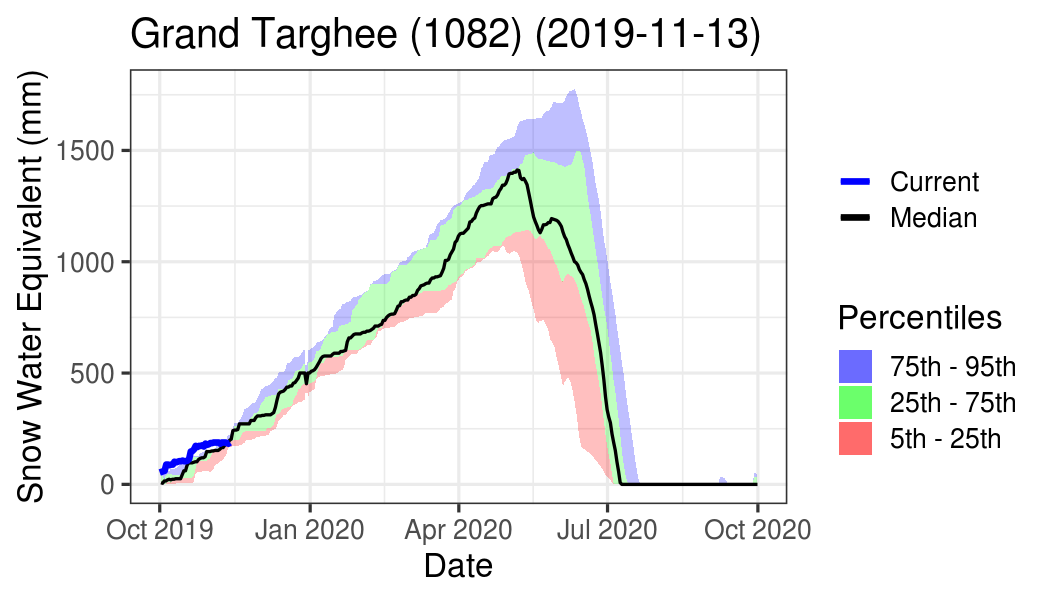 Grand Targhee (1082) (2019-11-13)
Snow Water Equivalent (mm)
1500
1000
500
0
Oct 2019
Jan 2020
Apr 2020
Jul 2020
Oct 2020
Date
Current
Median
Percentiles
75th - 95th
25th - 75th
5th - 25th